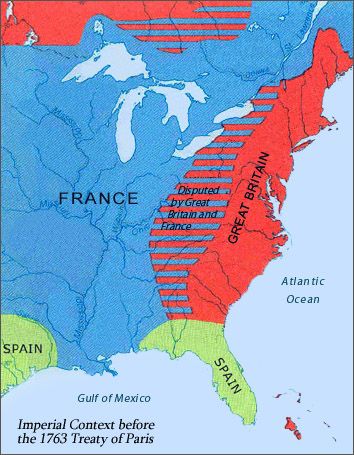 FRANCE
Disputed
by Great
Britain and
France
GREAT BRITAIN
Atlantic
Ocean
SPAIN
SPAIN
Gulf of Mexico
Imperial Context before
the 1763 Treaty of Paris